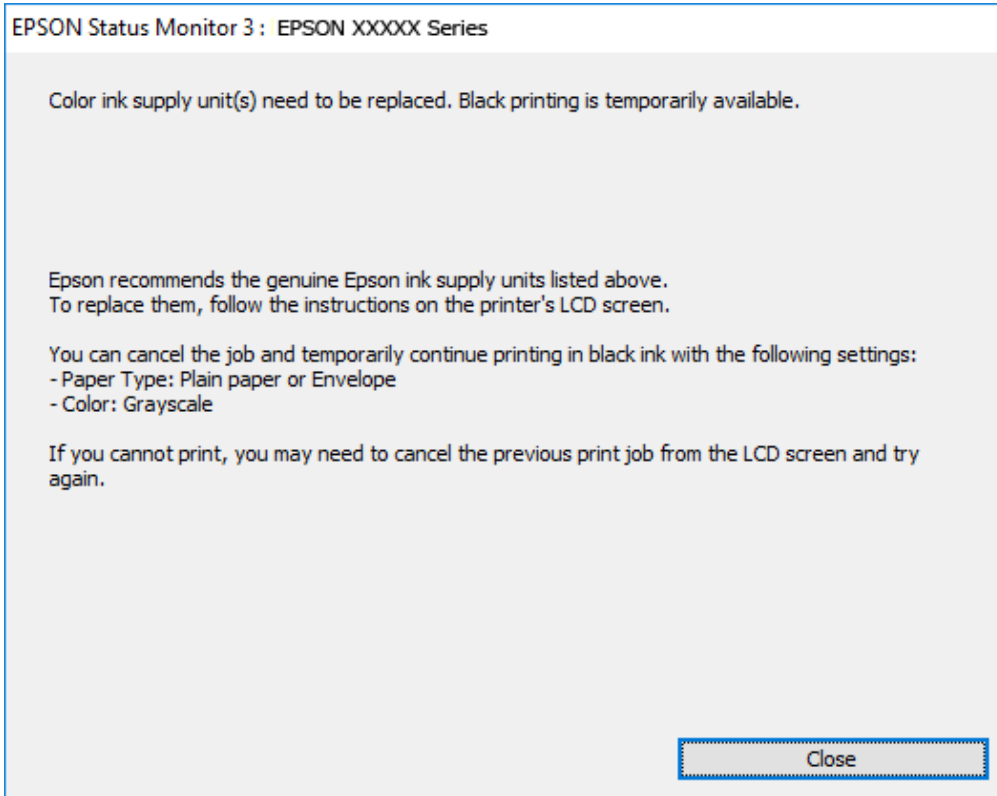 EPSON Status Monitor 3 : EPSON XXXXX Series
Color ink supply unit(s) need to be replaced. Black printing is temporarily available.
Epson recommends the genuine Epson ink supply units listed above.
To replace them, follow the instructions on the printer's LCD screen.
You can cancel the job and temporarily continue printing in black ink with the following settings:
- Paper Type: Plain paper or Envelope
- Color: Grayscale
If you cannot print, you may need to cancel the previous print job from the LCD screen and try
again.
Close